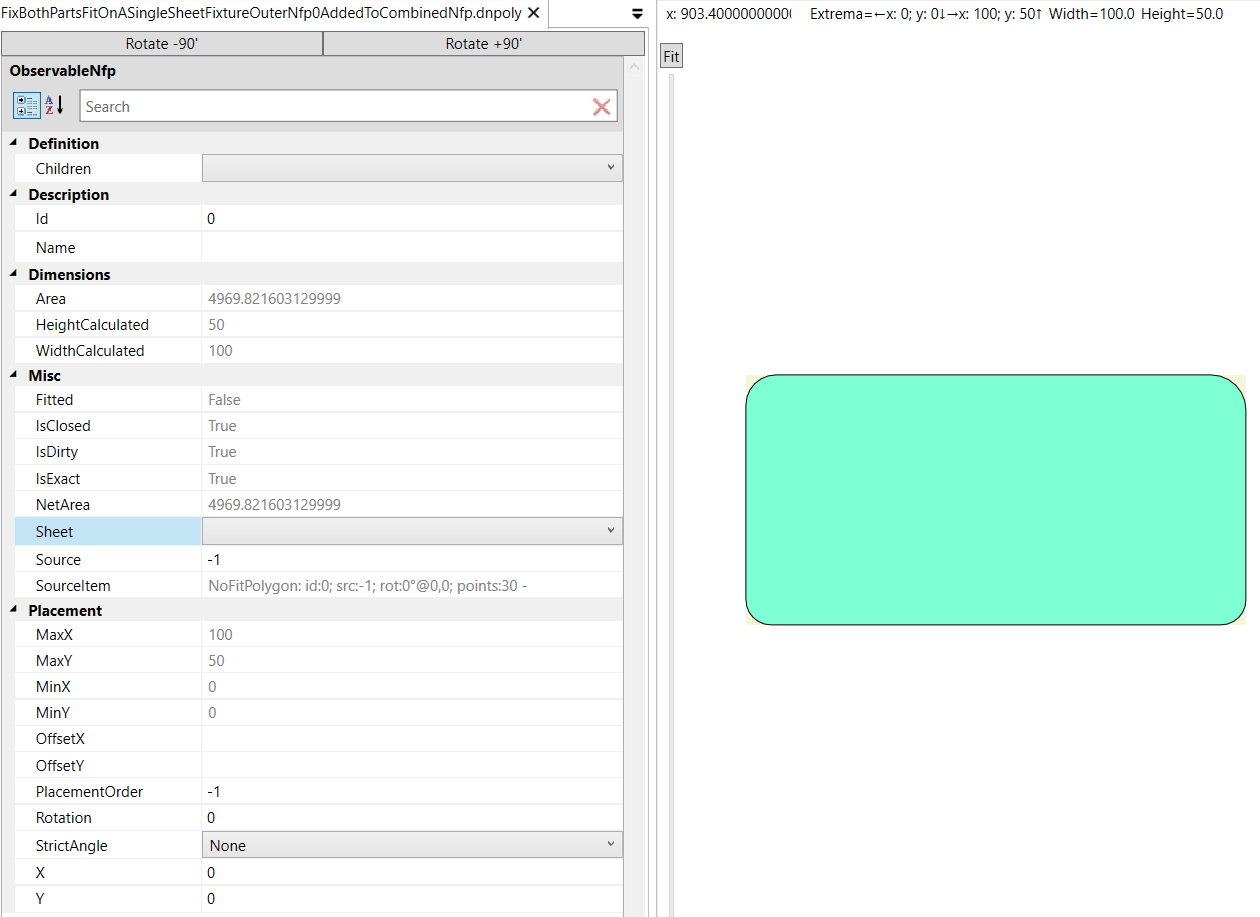 FixBothPartsFitOnASingleSheetFixtureOuterNfp0AddedToCombinedNfp.dnpoly
x: 903.4000000000 Extrema=←x: 0; y: 0↓→x: 100; y: 50↑ Width=100.0 Height=50.0
Rotate -90' Rotate +90'
Fit
ObservableNfp
Search
Definition
Children
Description
Id 0
Name
Dimensions
Area 4969.821603129999
HeightCalculated 50
WidthCalculated 100
Misc
Fitted False
IsClosed True
IsDirty True
IsExact True
NetArea 4969.821603129999
Sheet
Source -1
SourceItem NoFitPolygon: id:0; src:-1; rot:0°@0,0; points:30 -
Placement
MaxX 100
MaxY 50
MinX 0
MinY 0
OffsetX
OffsetY
PlacementOrder -1
Rotation 0
StrictAngle None
X 0
Y 0